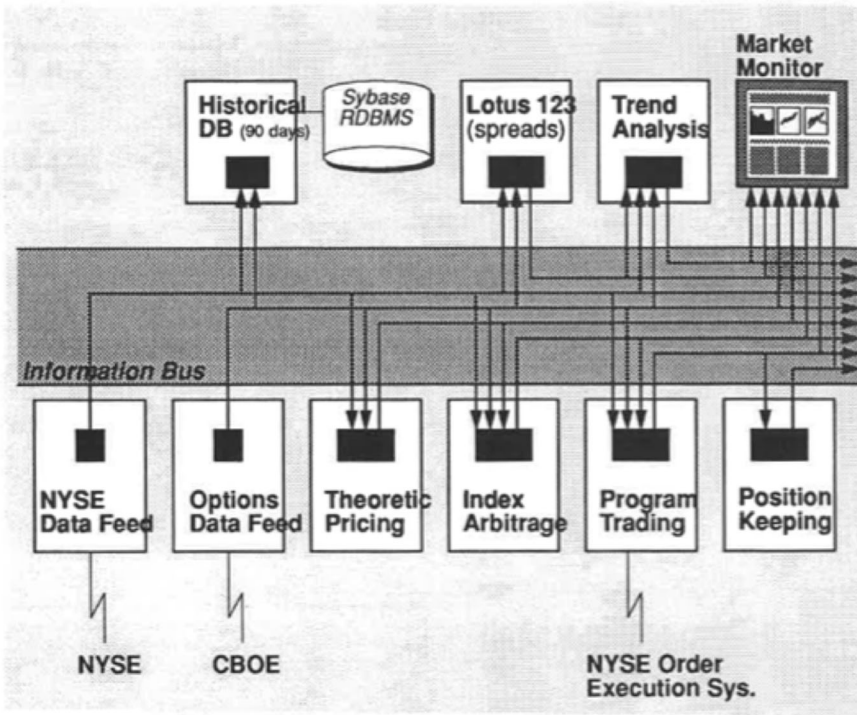 Market
Monitor
Historical
DB (90 days)
Sybase
RDBMS
Lotus 123
(spreads)
Trend
Analysis
Information Bus
NYSE
Data Feed
Options
Data Feed
Theoretic
Pricing
Index
Arbitrage
Program
Trading
Position
Keeping
NYSE
CBOE
NYSE Order
Execution Sys.